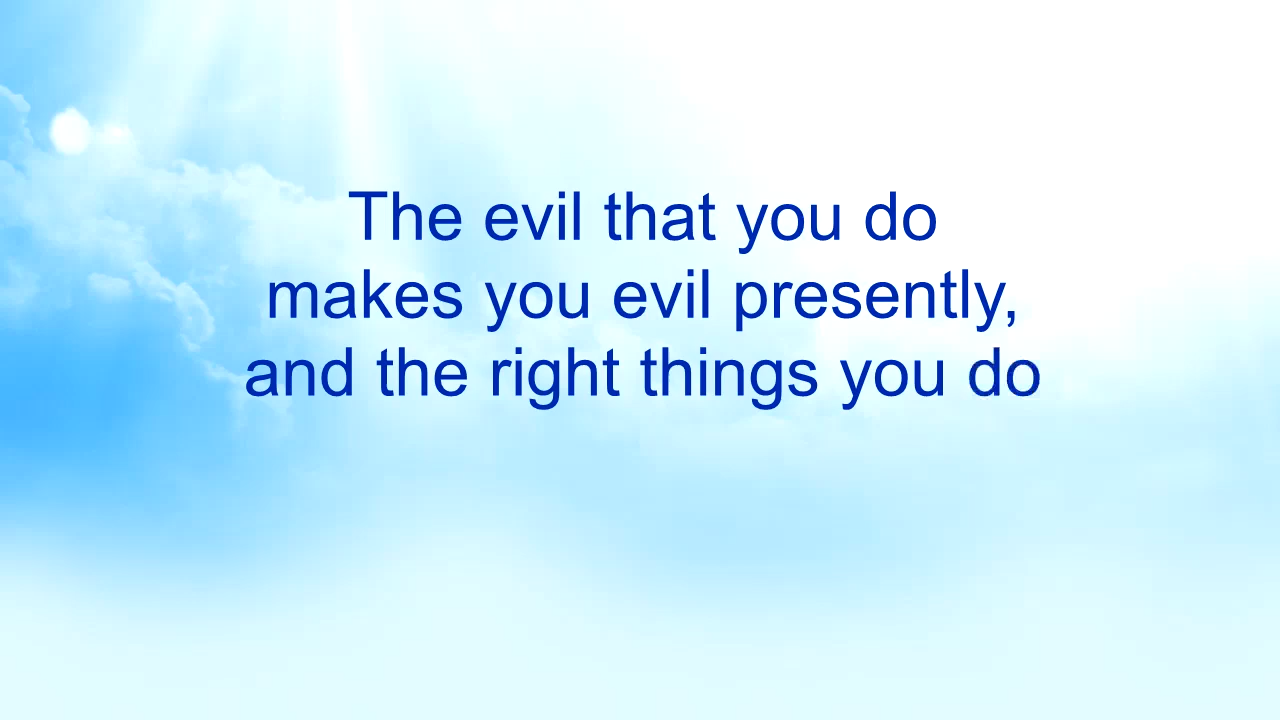 The evil that you do
makes you evil presently,
and the right things you do